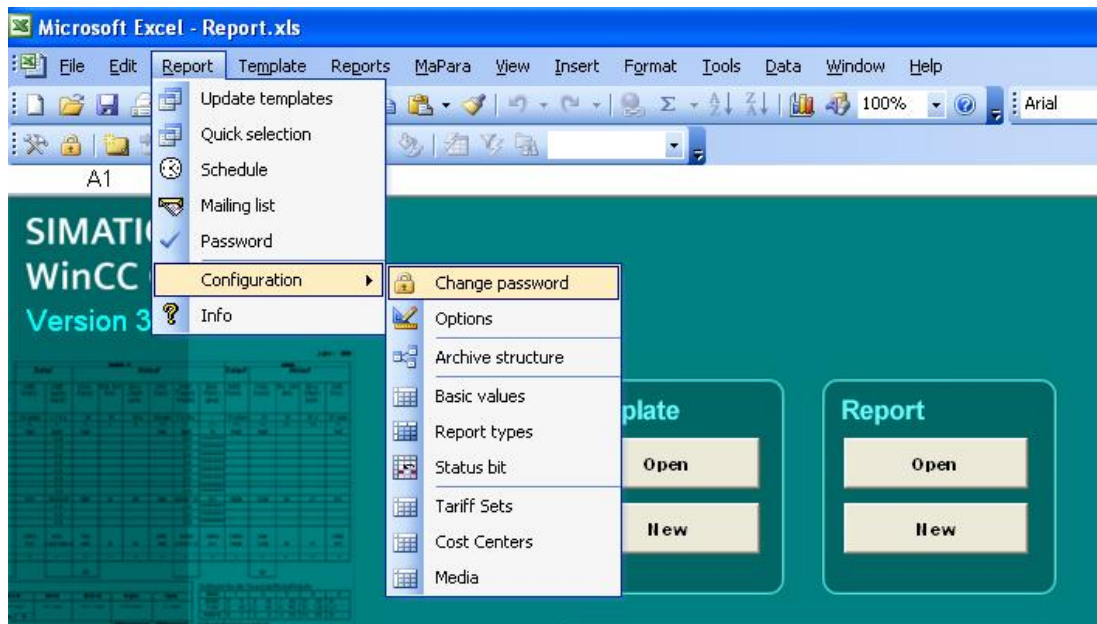 Microsoft Excel - Report.xls
File Edit Report Template Reports MaPara View Insert Format Tools Data Window Help
Update templates
100%
Arial
Quick selection
A1
Schedule
Mailing list
SIMATI
Password
WinCC
Configuration
Change password
Version 3
Info
Options
Archive structure
Basic values
plate
Report
Report types
Status bit
Open
Open
Tariff Sets
Cost Centers
New
New
Media